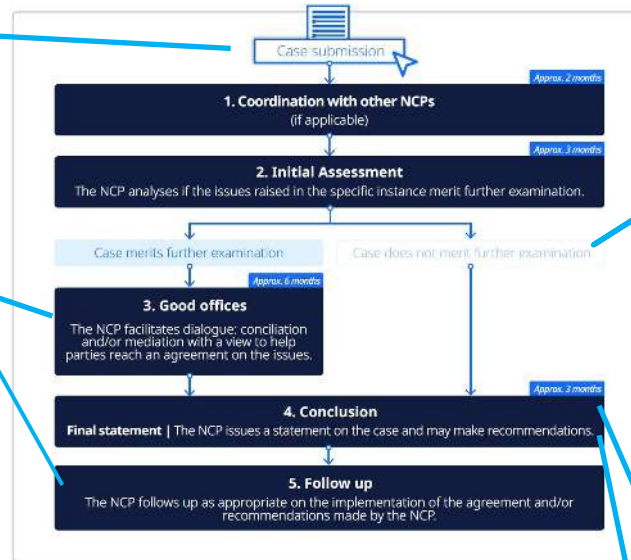 Case submission
Approx. 2 months
1. Coordination with other NCPs
(if applicable)
Approx. 3 months
2. Initial Assessment
The NCP analyses if the issues raised in the specific instance merit further examination.
Case merits further examination
Case does not merit further examination
Approx. 6 months
3. Good offices
The NCP facilitates dialogue: conciliation
and/or mediation with a view to help
parties reach an agreement on the issues.
Approx. 3 months
4. Conclusion
Final statement | The NCP issues a statement on the case and may make recommendations.
5. Follow up
The NCP follows up as appropriate on the implementation of the agreement and/or
recommendations made by the NCP.